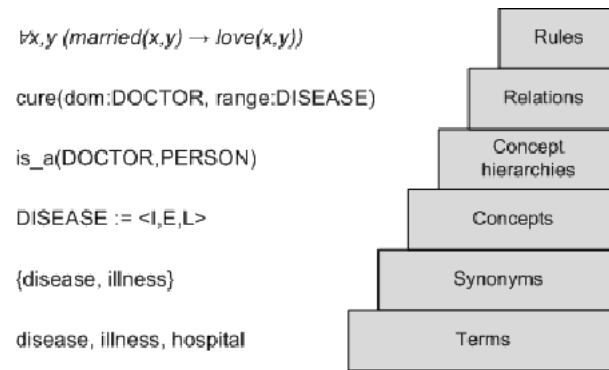 ∀x,y (married(x,y) → love(x,y))
Rules
cure(dom:DOCTOR, range:DISEASE)
Relations
is_a(DOCTOR,PERSON)
Concept
hierarchies
DISEASE := <I,E,L>
Concepts
{disease, illness}
Synonyms
disease, illness, hospital
Terms